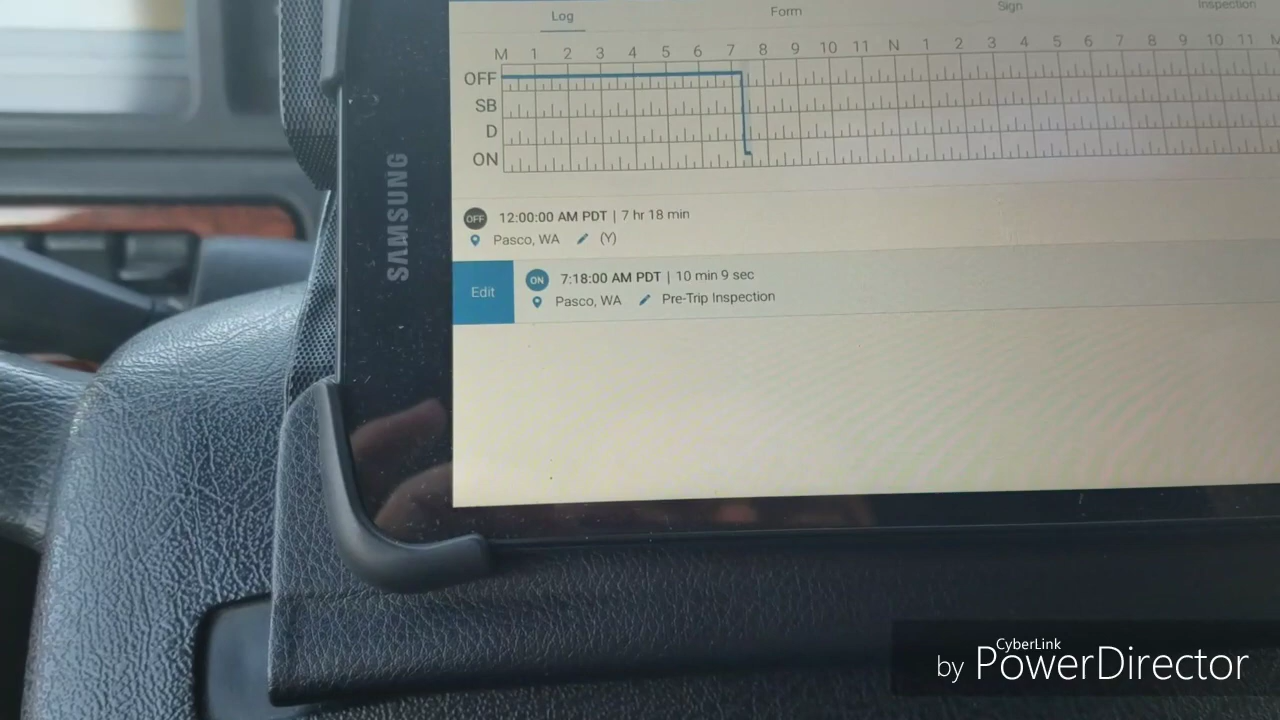 Log Form Sign Inspection
M 1 2 3 4 5 6 7 8 9 10 11 N 1 2 3 4 5 6 7 8 9 10 11 M
OFF
SB
D
ON
OFF 12:00:00 AM PDT | 7 hr 18 min
Pasco, WA (Y)
Edit ON 7:18:00 AM PDT | 10 min 9 sec
Pasco, WA Pre-Trip Inspection
SAMSUNG
CyberLink
by PowerDirector